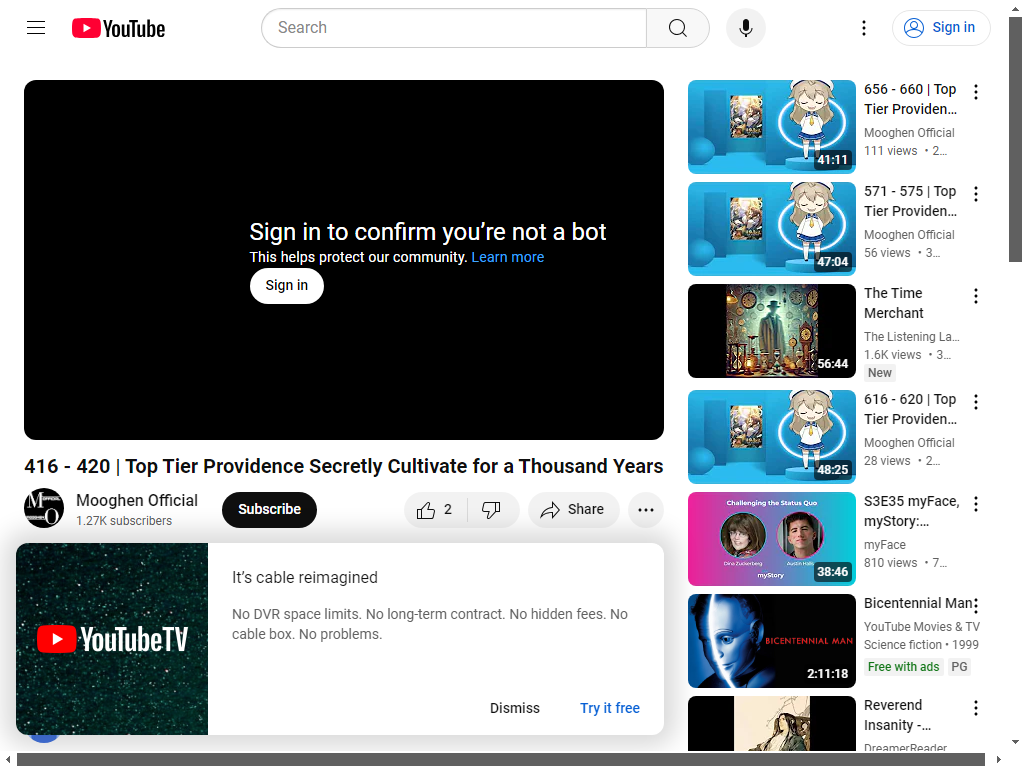 YouTube
Search
Sign in
Sign in to confirm you’re not a bot
This helps protect our community. Learn more
Sign in
416 - 420 | Top Tier Providence Secretly Cultivate for a Thousand Years
Mooghen Official
1.27K subscribers
Subscribe
2
Share
YouTubeTV
It’s cable reimagined
No DVR space limits. No long-term contract. No hidden fees. No
cable box. No problems.
Dismiss
Try it free
656 - 660 | Top
Tier Providen...
Mooghen Official
111 views • 2...
41:11
571 - 575 | Top
Tier Providen...
Mooghen Official
56 views • 3...
47:04
The Time
Merchant
The Listening La...
1.6K views • 3...
New
56:44
616 - 620 | Top
Tier Providen...
Mooghen Official
28 views • 2...
48:25
Challenging the Status Quo
Dina Zuckerberg
Austin
myStory
38:46
S3E35 myFace,
myStory:...
myFace
810 views • 7...
BICENTENNIAL MAN
2:11:18
Bicentennial Man
YouTube Movies & TV
Science fiction • 1999
Free with ads
PG
Reverend
Insanity -...
DreamerReader